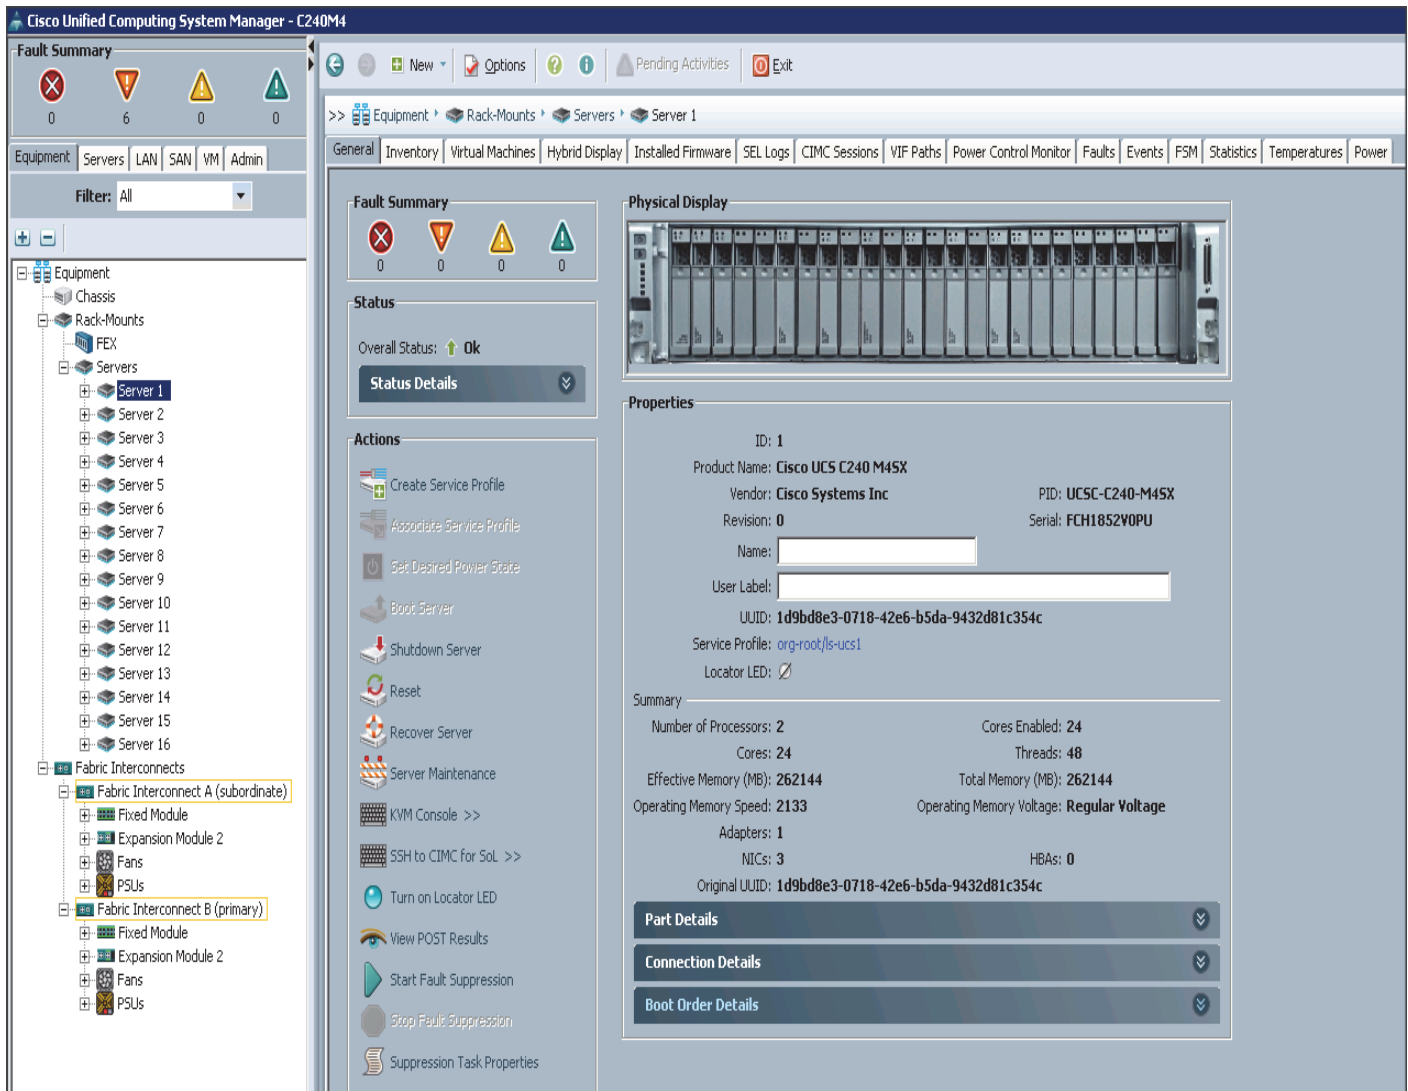 Cisco Unified Computing System Manager - C240M4
Fault Summary
0 6 0 0
Equipment Servers LAN SAN VM Admin
Filter: All
Equipment
Chassis
Rack-Mounts
FEX
Servers
Server 1
Server 2
Server 3
Server 4
Server 5
Server 6
Server 7
Server 8
Server 9
Server 10
Server 11
Server 12
Server 13
Server 14
Server 15
Server 16
Fabric Interconnects
Fabric Interconnect A (subordinate)
Fixed Module
Expansion Module 2
Fans
PSUs
Fabric Interconnect B (primary)
Fixed Module
Expansion Module 2
Fans
PSUs
New Options Pending Activities Exit
>> Equipment Rack-Mounts Servers Server 1
General Inventory Virtual Machines Hybrid Display Installed Firmware SEL Logs CIMC Sessions VIF Paths Power Control Monitor Faults Events FSM Statistics Temperatures Power
Fault Summary
0 0 0 0
Status
Overall Status: Ok
Status Details
Actions
Create Service Profile
Associate Service Profile
Set Desired Power State
Boot Server
Shutdown Server
Reset
Recover Server
Server Maintenance
KVM Console >>
SSH to CIMC for SoL >>
Turn on Locator LED
View POST Results
Start Fault Suppression
Stop Fault Suppression
Suppression Task Properties
Physical Display
Properties
ID: 1
Product Name: Cisco UCS C240 M4SX
Vendor: Cisco Systems Inc PID: UCSC-C240-M4SX
Revision: 0 Serial: FCH1852V0PU
Name:
User Label:
UUID: 1d9bd8e3-0718-42e6-b5da-9432d81c354c
Service Profile: org-root/ls-ucs1
Locator LED:
Summary
Number of Processors: 2 Cores Enabled: 24
Cores: 24 Threads: 48
Effective Memory (MB): 262144 Total Memory (MB): 262144
Operating Memory Speed: 2133 Operating Memory Voltage: Regular Voltage
Adapters: 1
NICs: 3 HBAs: 0
Original UUID: 1d9bd8e3-0718-42e6-b5da-9432d81c354c
Part Details
Connection Details
Boot Order Details